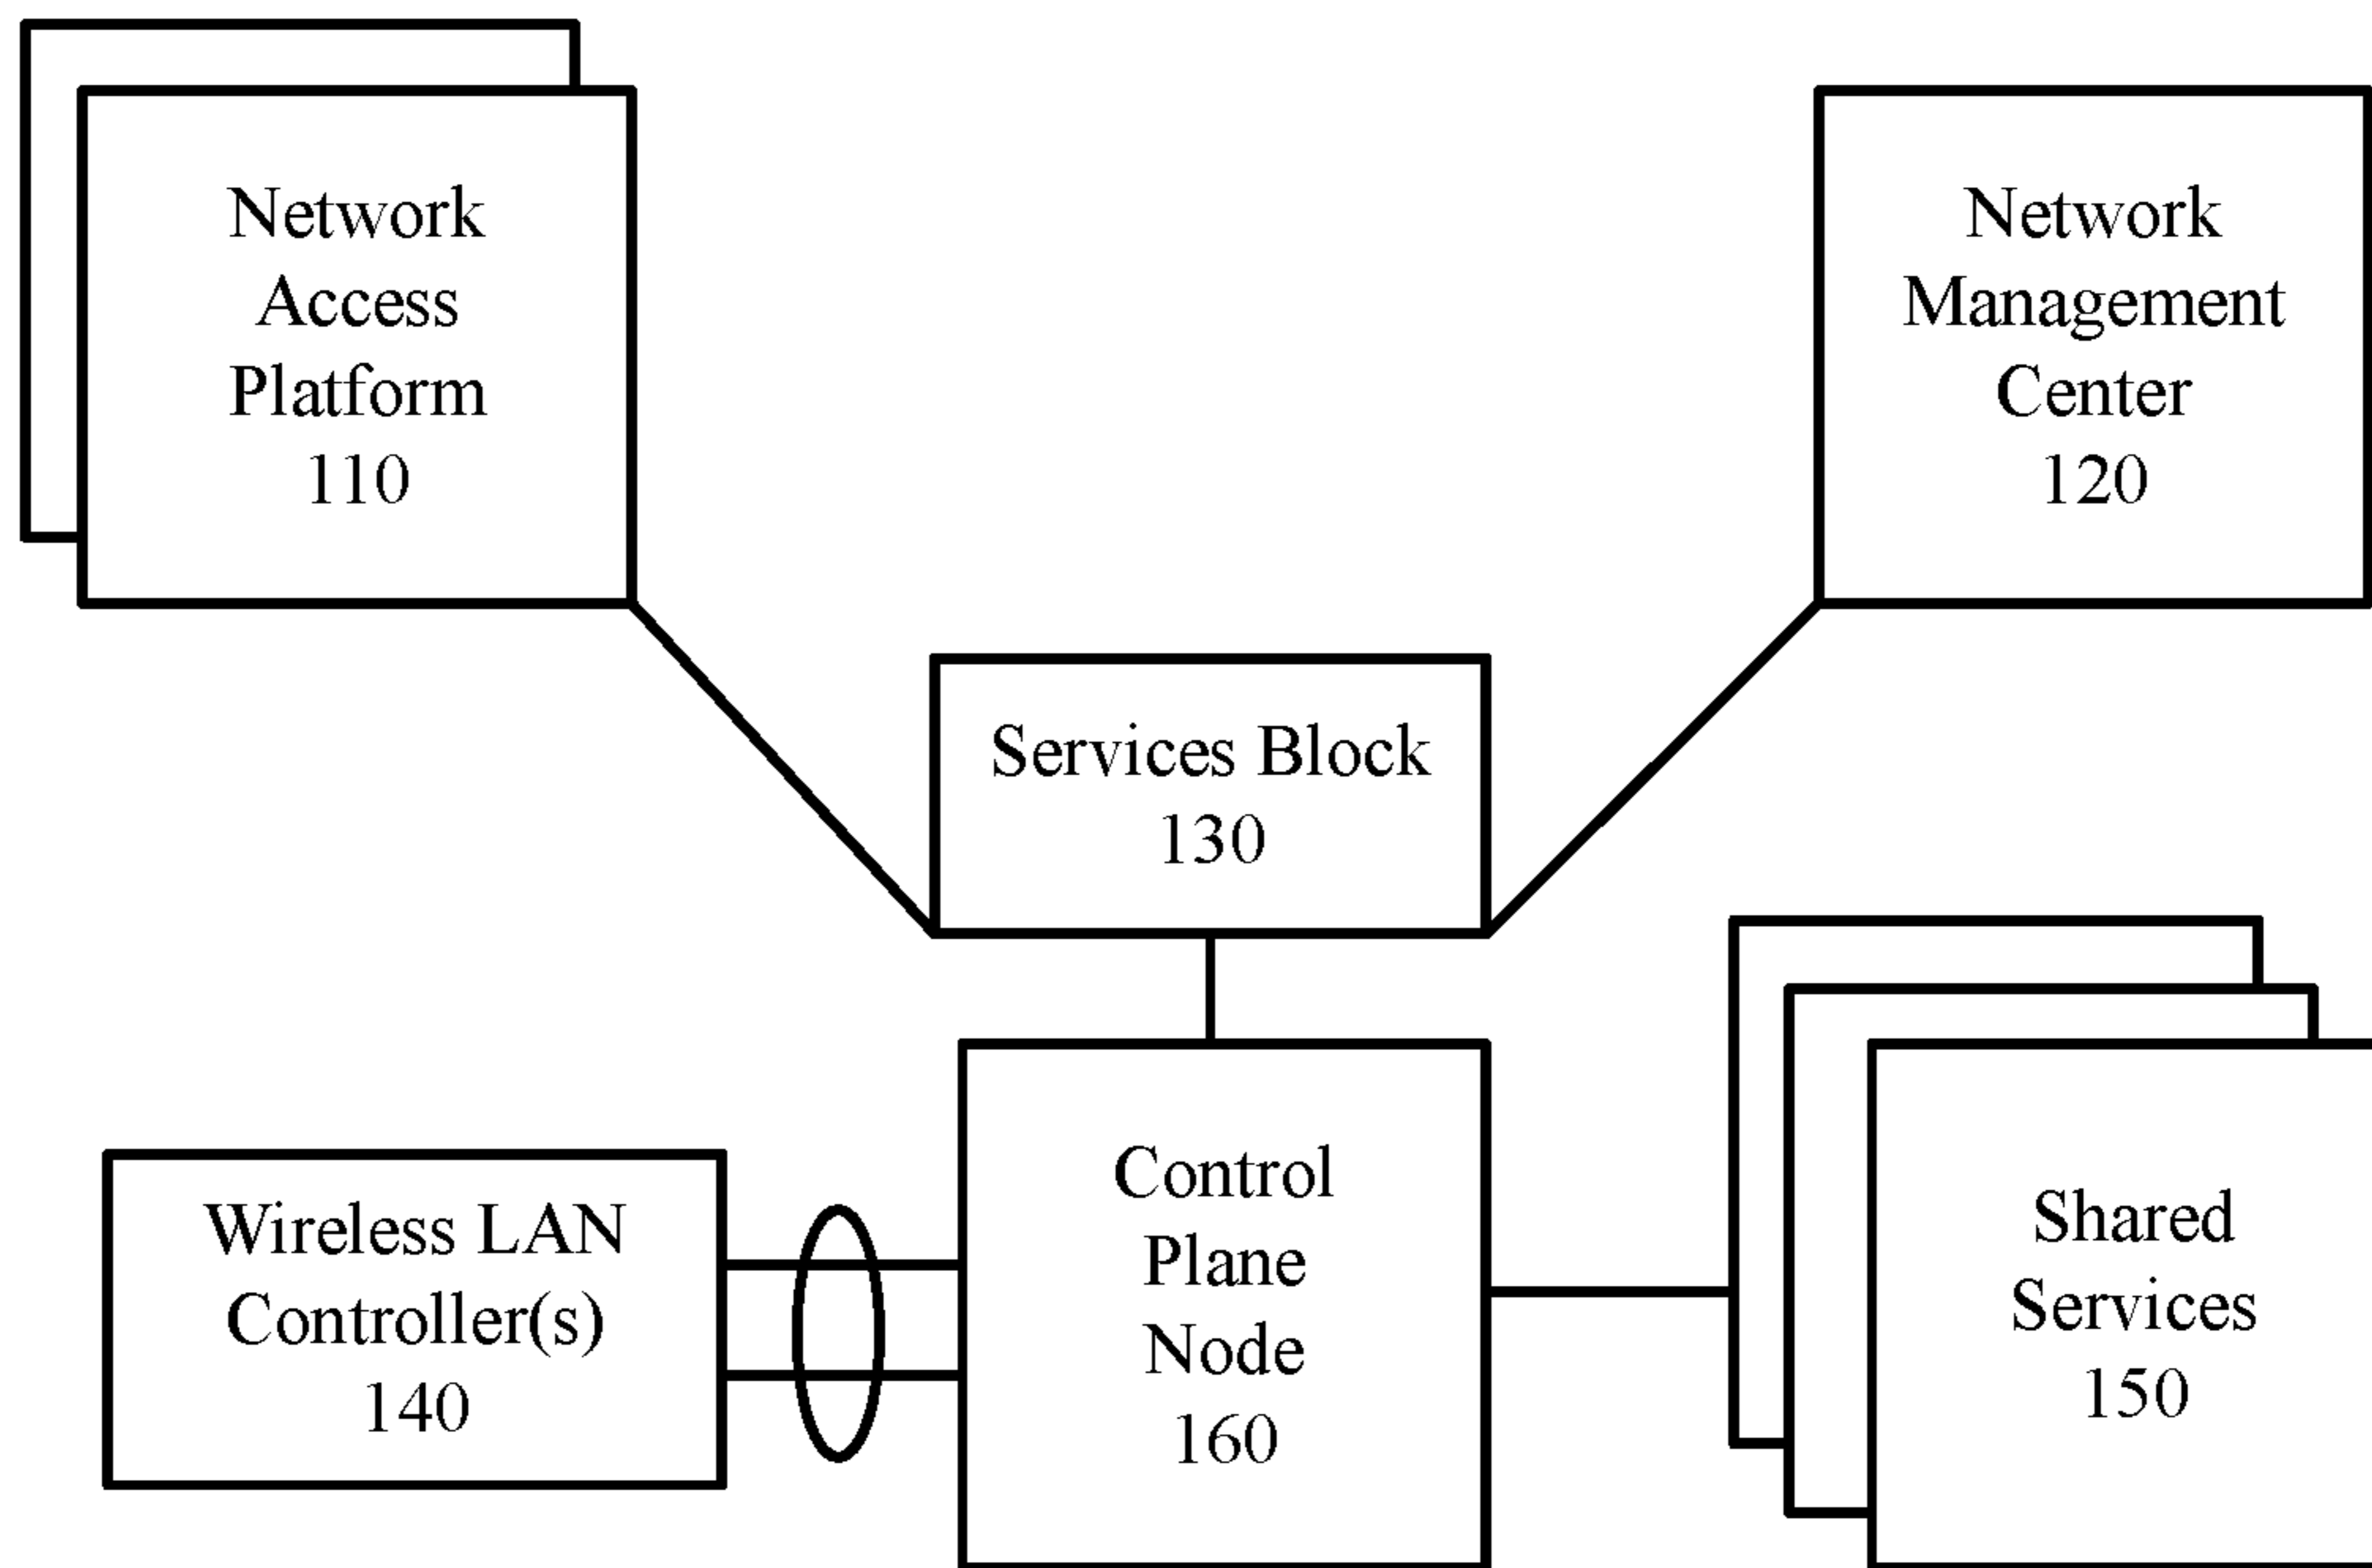 Network
Access
Platform
110
Network
Management
Center
120
Services Block
130
Wireless LAN
Controller(s)
140
Control
Plane
Node
160
Shared
Services
150